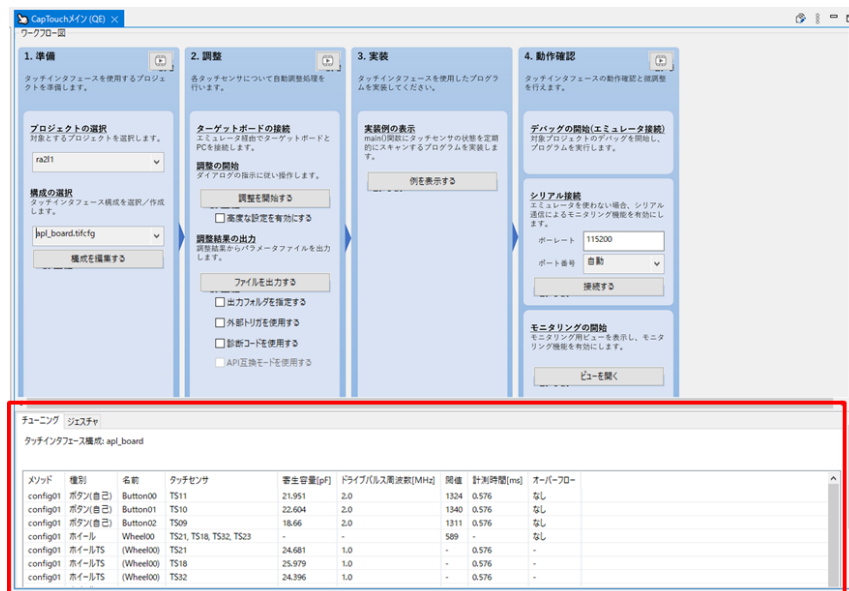 CapTouchメイン (QE)
ワークフロー図
1. 準備
タッチインタフェースを使用するプロジェ
クトを準備します。
プロジェクトの選択
対象とするプロジェクトを選択します。
ra2l1
構成の選択
タッチインタフェース構成を選択／作成
します。
apl_board.tifcfg
構成を編集する
2. 調整
各タッチセンサについて自動調整処理を
行います。
ターゲットボードの接続
エミュレータ経由でターゲットボードと
PCを接続します。
調整の開始
ダイアログの指示に従い操作します。
調整を開始する
高度な設定を有効にする
調整結果の出力
調整結果からパラメータファイルを出力
します。
ファイルを出力する
出力フォルダを指定する
外部トリガを使用する
診断コードを使用する
API互換モードを使用する
3. 実装
タッチインタフェースを使用したプログラ
ムを実装してください。
実装例の表示
main()関数にタッチセンサの状態を定期
的にスキャンするプログラムを実装しま
す。
例を表示する
4. 動作確認
タッチインタフェースの動作確認と微調整
を行えます。
デバッグの開始(エミュレータ接続)
対象プロジェクトのデバッグを開始し、
プログラムを実行します。
シリアル接続
エミュレータを使わない場合、シリアル
通信によるモニタリング機能を有効にし
ます。
ボーレート 115200
ポート番号 自動
接続する
モニタリングの開始
モニタリング用ビューを表示し、モニタ
リング機能を有効にします。
ビューを開く
チューニング ジェスチャ
タッチインタフェース構成: apl_board
メソッド 種別 名前 タッチセンサ 寄生容量[pF] ドライブパルス周波数[MHz] 閾値 計測時間[ms] オーバーフロー
config01 ボタン(自己) Button00 TS11 21.951 2.0 1324 0.576 なし
config01 ボタン(自己) Button01 TS10 22.604 2.0 1340 0.576 なし
config01 ボタン(自己) Button02 TS09 18.66 2.0 1311 0.576 なし
config01 ホイール Wheel00 TS21, TS18, TS32, TS23 - - 589 - なし
config01 ホイールTS (Wheel00) TS21 24.681 1.0 - 0.576 -
config01 ホイールTS (Wheel00) TS18 25.979 1.0 - 0.576 -
config01 ホイールTS (Wheel00) TS32 24.396 1.0 - 0.576 -